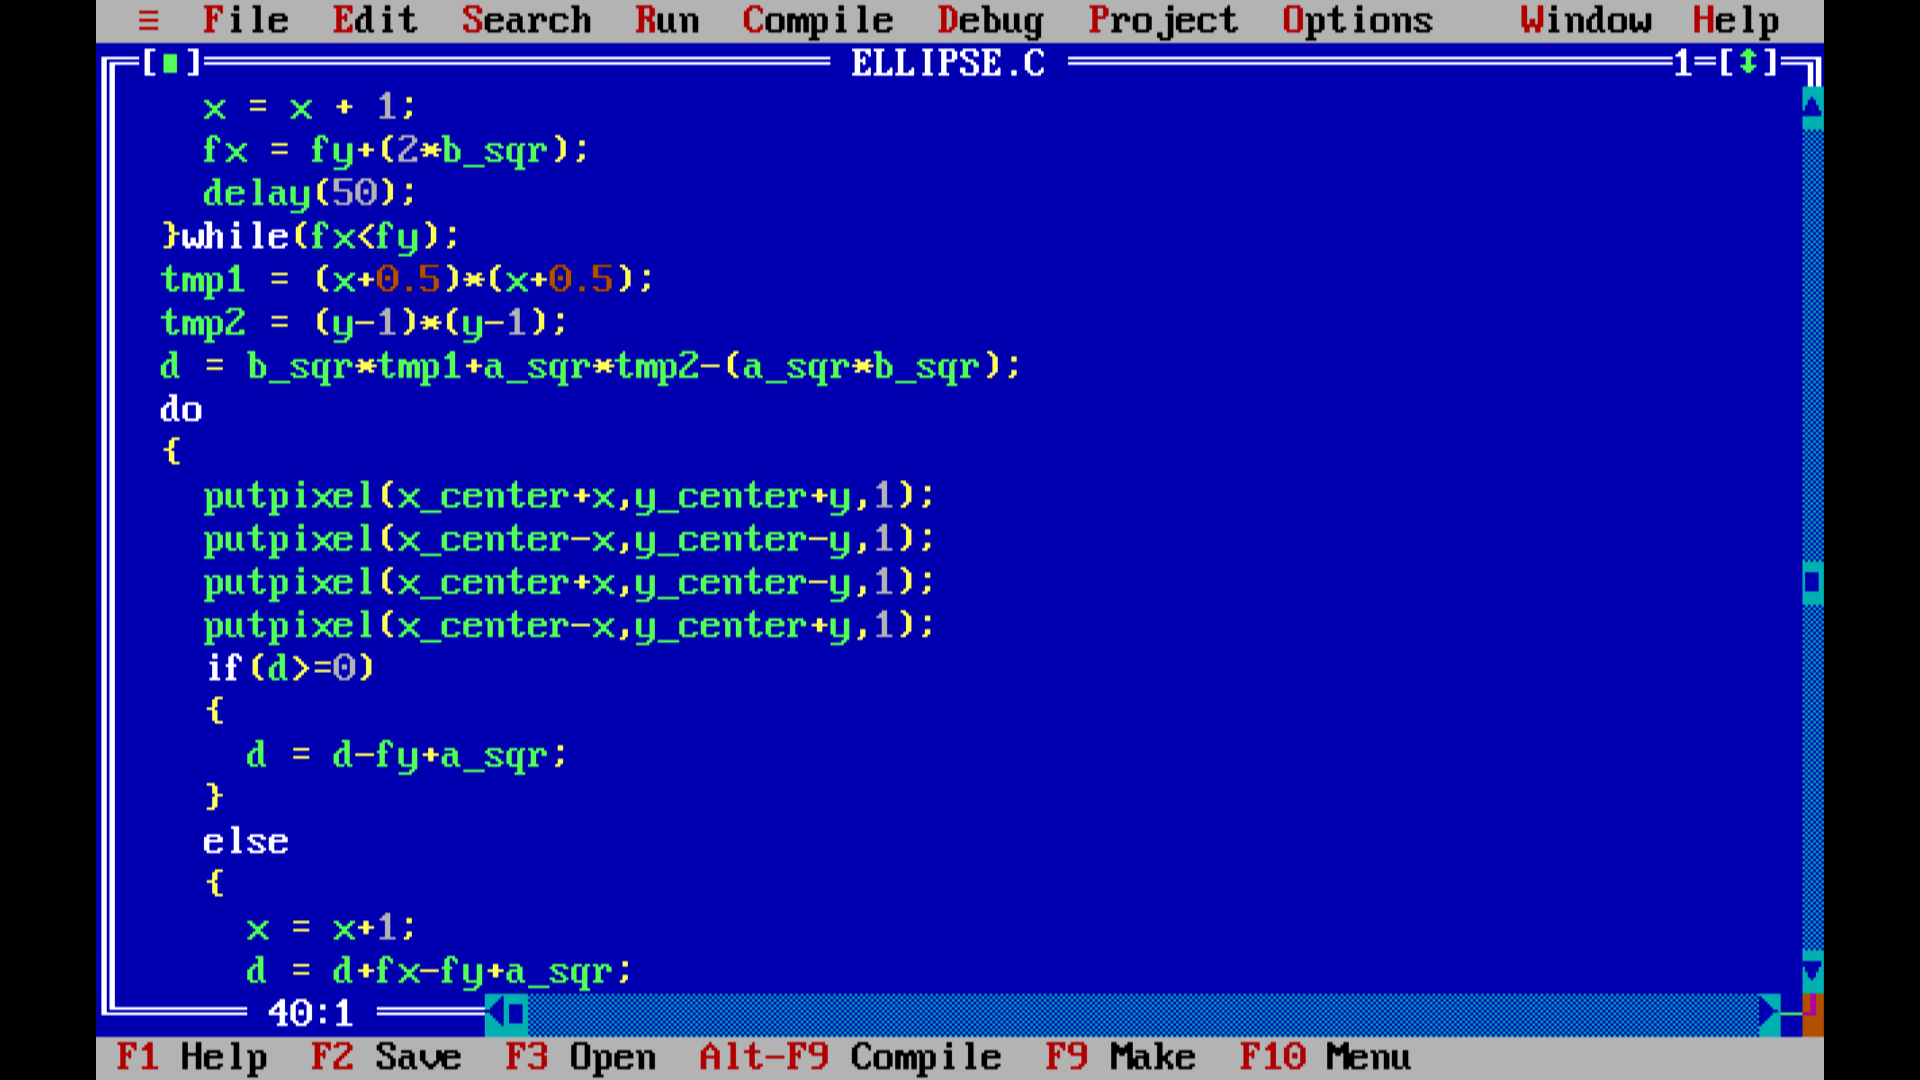 ≡ File Edit Search Run Compile Debug Project Options Window Help
[■] ELLIPSE.C 1=[↕]
x = x + 1;
fx = fy+(2*b_sqr);
delay(50);
}while(fx<fy);
tmp1 = (x+0.5)*(x+0.5);
tmp2 = (y-1)*(y-1);
d = b_sqr*tmp1+a_sqr*tmp2-(a_sqr*b_sqr);
do
{
putpixel(x_center+x,y_center+y,1);
putpixel(x_center-x,y_center-y,1);
putpixel(x_center+x,y_center-y,1);
putpixel(x_center-x,y_center+y,1);
if(d>=0)
{
d = d-fy+a_sqr;
}
else
{
x = x+1;
d = d+fx-fy+a_sqr;
40:1
F1 Help F2 Save F3 Open Alt-F9 Compile F9 Make F10 Menu